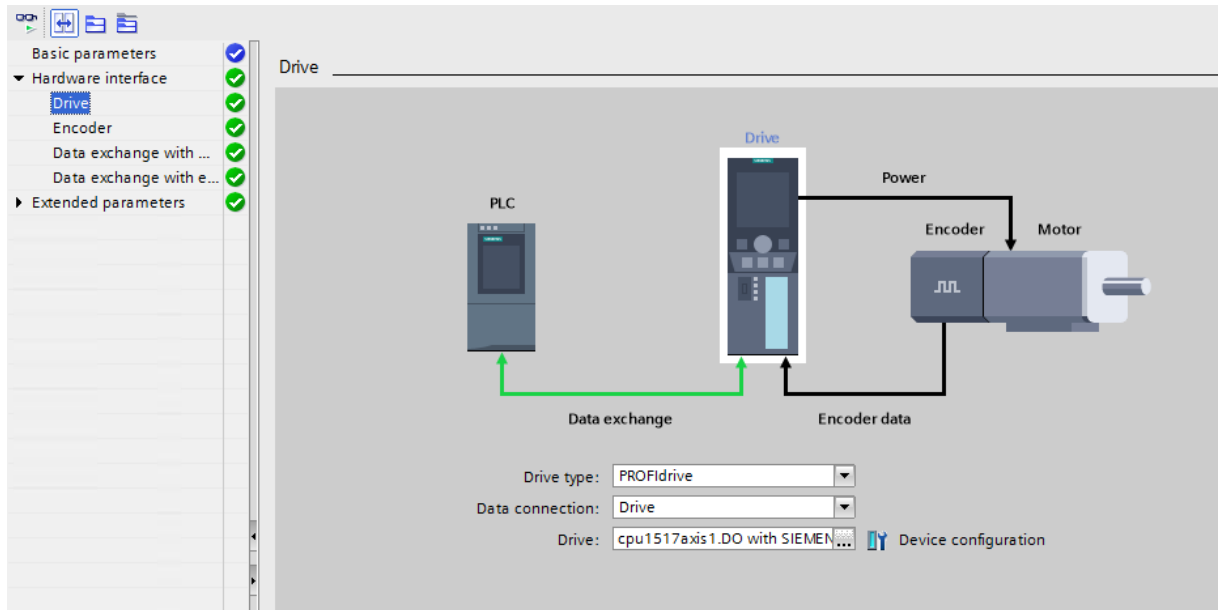 Basic parameters
Hardware interface
Drive
Encoder
Data exchange with ...
Data exchange with e...
Extended parameters
Drive
Drive
Power
PLC
Encoder
Motor
Data exchange
Encoder data
Drive type: PROFIdrive
Data connection: Drive
Drive: cpu1517axis1.DO with SIEMEN ... Device configuration